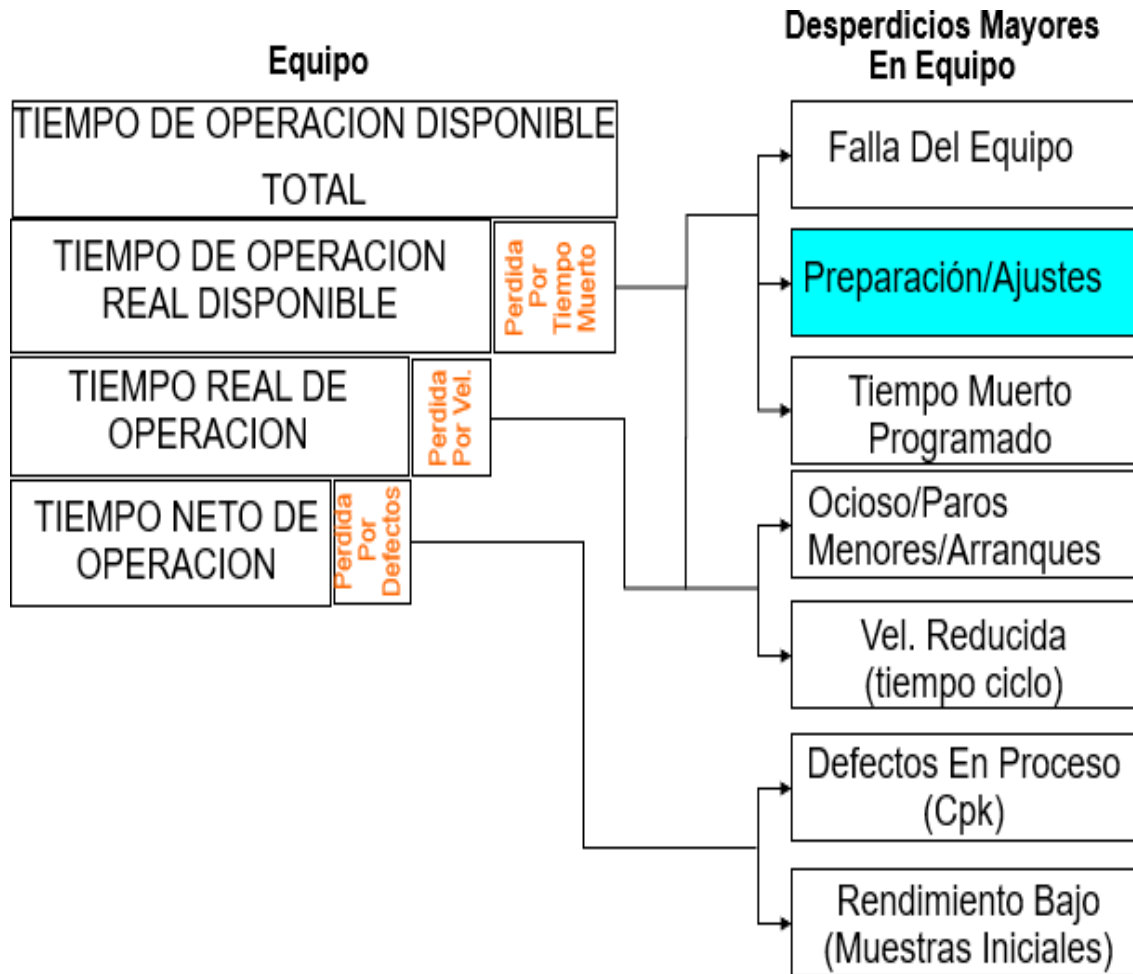 Equipo
Desperdicios Mayores
En Equipo
TIEMPO DE OPERACION DISPONIBLE
TOTAL
TIEMPO DE OPERACION
REAL DISPONIBLE
Perdida
Por
Tiempo
Muerto
TIEMPO REAL DE
OPERACION
Perdida
Por Vel.
TIEMPO NETO DE
OPERACION
Perdida
Por
Defectos
Falla Del Equipo
Preparación/Ajustes
Tiempo Muerto
Programado
Ocioso/Paros
Menores/Arranques
Vel. Reducida
(tiempo ciclo)
Defectos En Proceso
(Cpk)
Rendimiento Bajo
(Muestras Iniciales)